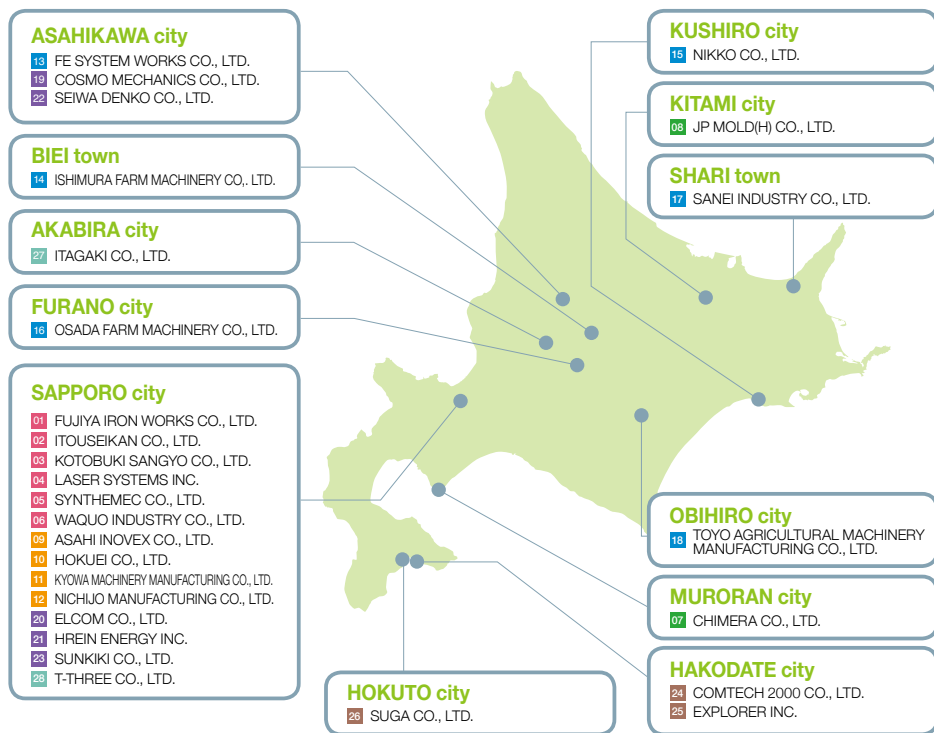 ASAHIKAWA city
13 FE SYSTEM WORKS CO., LTD.
19 COSMO MECHANICS CO., LTD.
22 SEIWA DENKO CO., LTD.
BIEI town
14 ISHIMURA FARM MACHINERY CO,. LTD.
AKABIRA city
27 ITAGAKI CO., LTD.
FURANO city
16 OSADA FARM MACHINERY CO., LTD.
SAPPORO city
01 FUJIYA IRON WORKS CO., LTD.
02 ITOUSEIKAN CO., LTD.
03 KOTOBUKI SANGYO CO., LTD.
04 LASER SYSTEMS INC.
05 SYNTHEMEC CO., LTD.
06 WAQUO INDUSTRY CO., LTD.
09 ASAHI INOVEX CO., LTD.
10 HOKUEI CO., LTD.
11 KYOWA MACHINERY MANUFACTURING CO., LTD.
12 NICHIJO MANUFACTURING CO., LTD.
20 ELCOM CO., LTD.
21 HREIN ENERGY INC.
23 SUNKIKI CO., LTD.
28 T-THREE CO., LTD.
KUSHIRO city
15 NIKKO CO., LTD.
KITAMI city
08 JP MOLD(H) CO., LTD.
SHARI town
17 SANEI INDUSTRY CO., LTD.
OBIHIRO city
18 TOYO AGRICULTURAL MACHINERY
MANUFACTURING CO., LTD.
MURORAN city
07 CHIMERA CO., LTD.
HAKODATE city
24 COMTECH 2000 CO., LTD.
25 EXPLORER INC.
HOKUTO city
26 SUGA CO., LTD.